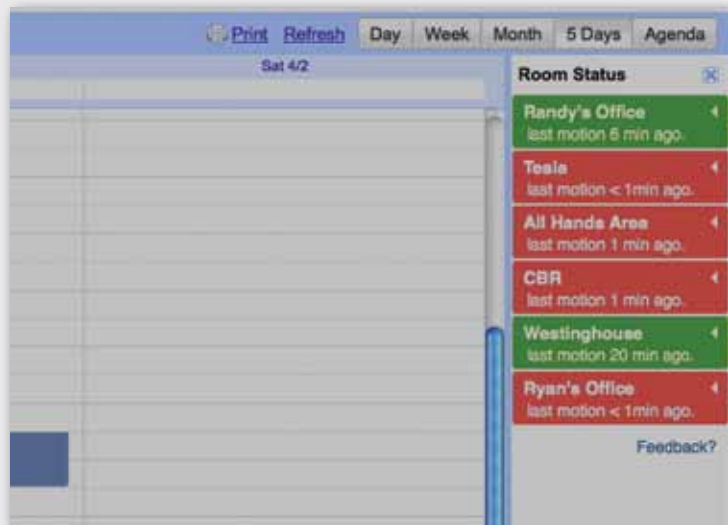 Print Refresh Day Week Month 5 Days Agenda
Sat 4/2
Room Status
Randy's Office
last motion 6 min ago.
Tesla
last motion < 1min ago.
All Hands Area
last motion 1 min ago.
CBR
last motion 1 min ago.
Westinghouse
last motion 20 min ago.
Ryan's Office
last motion < 1min ago.
Feedback?